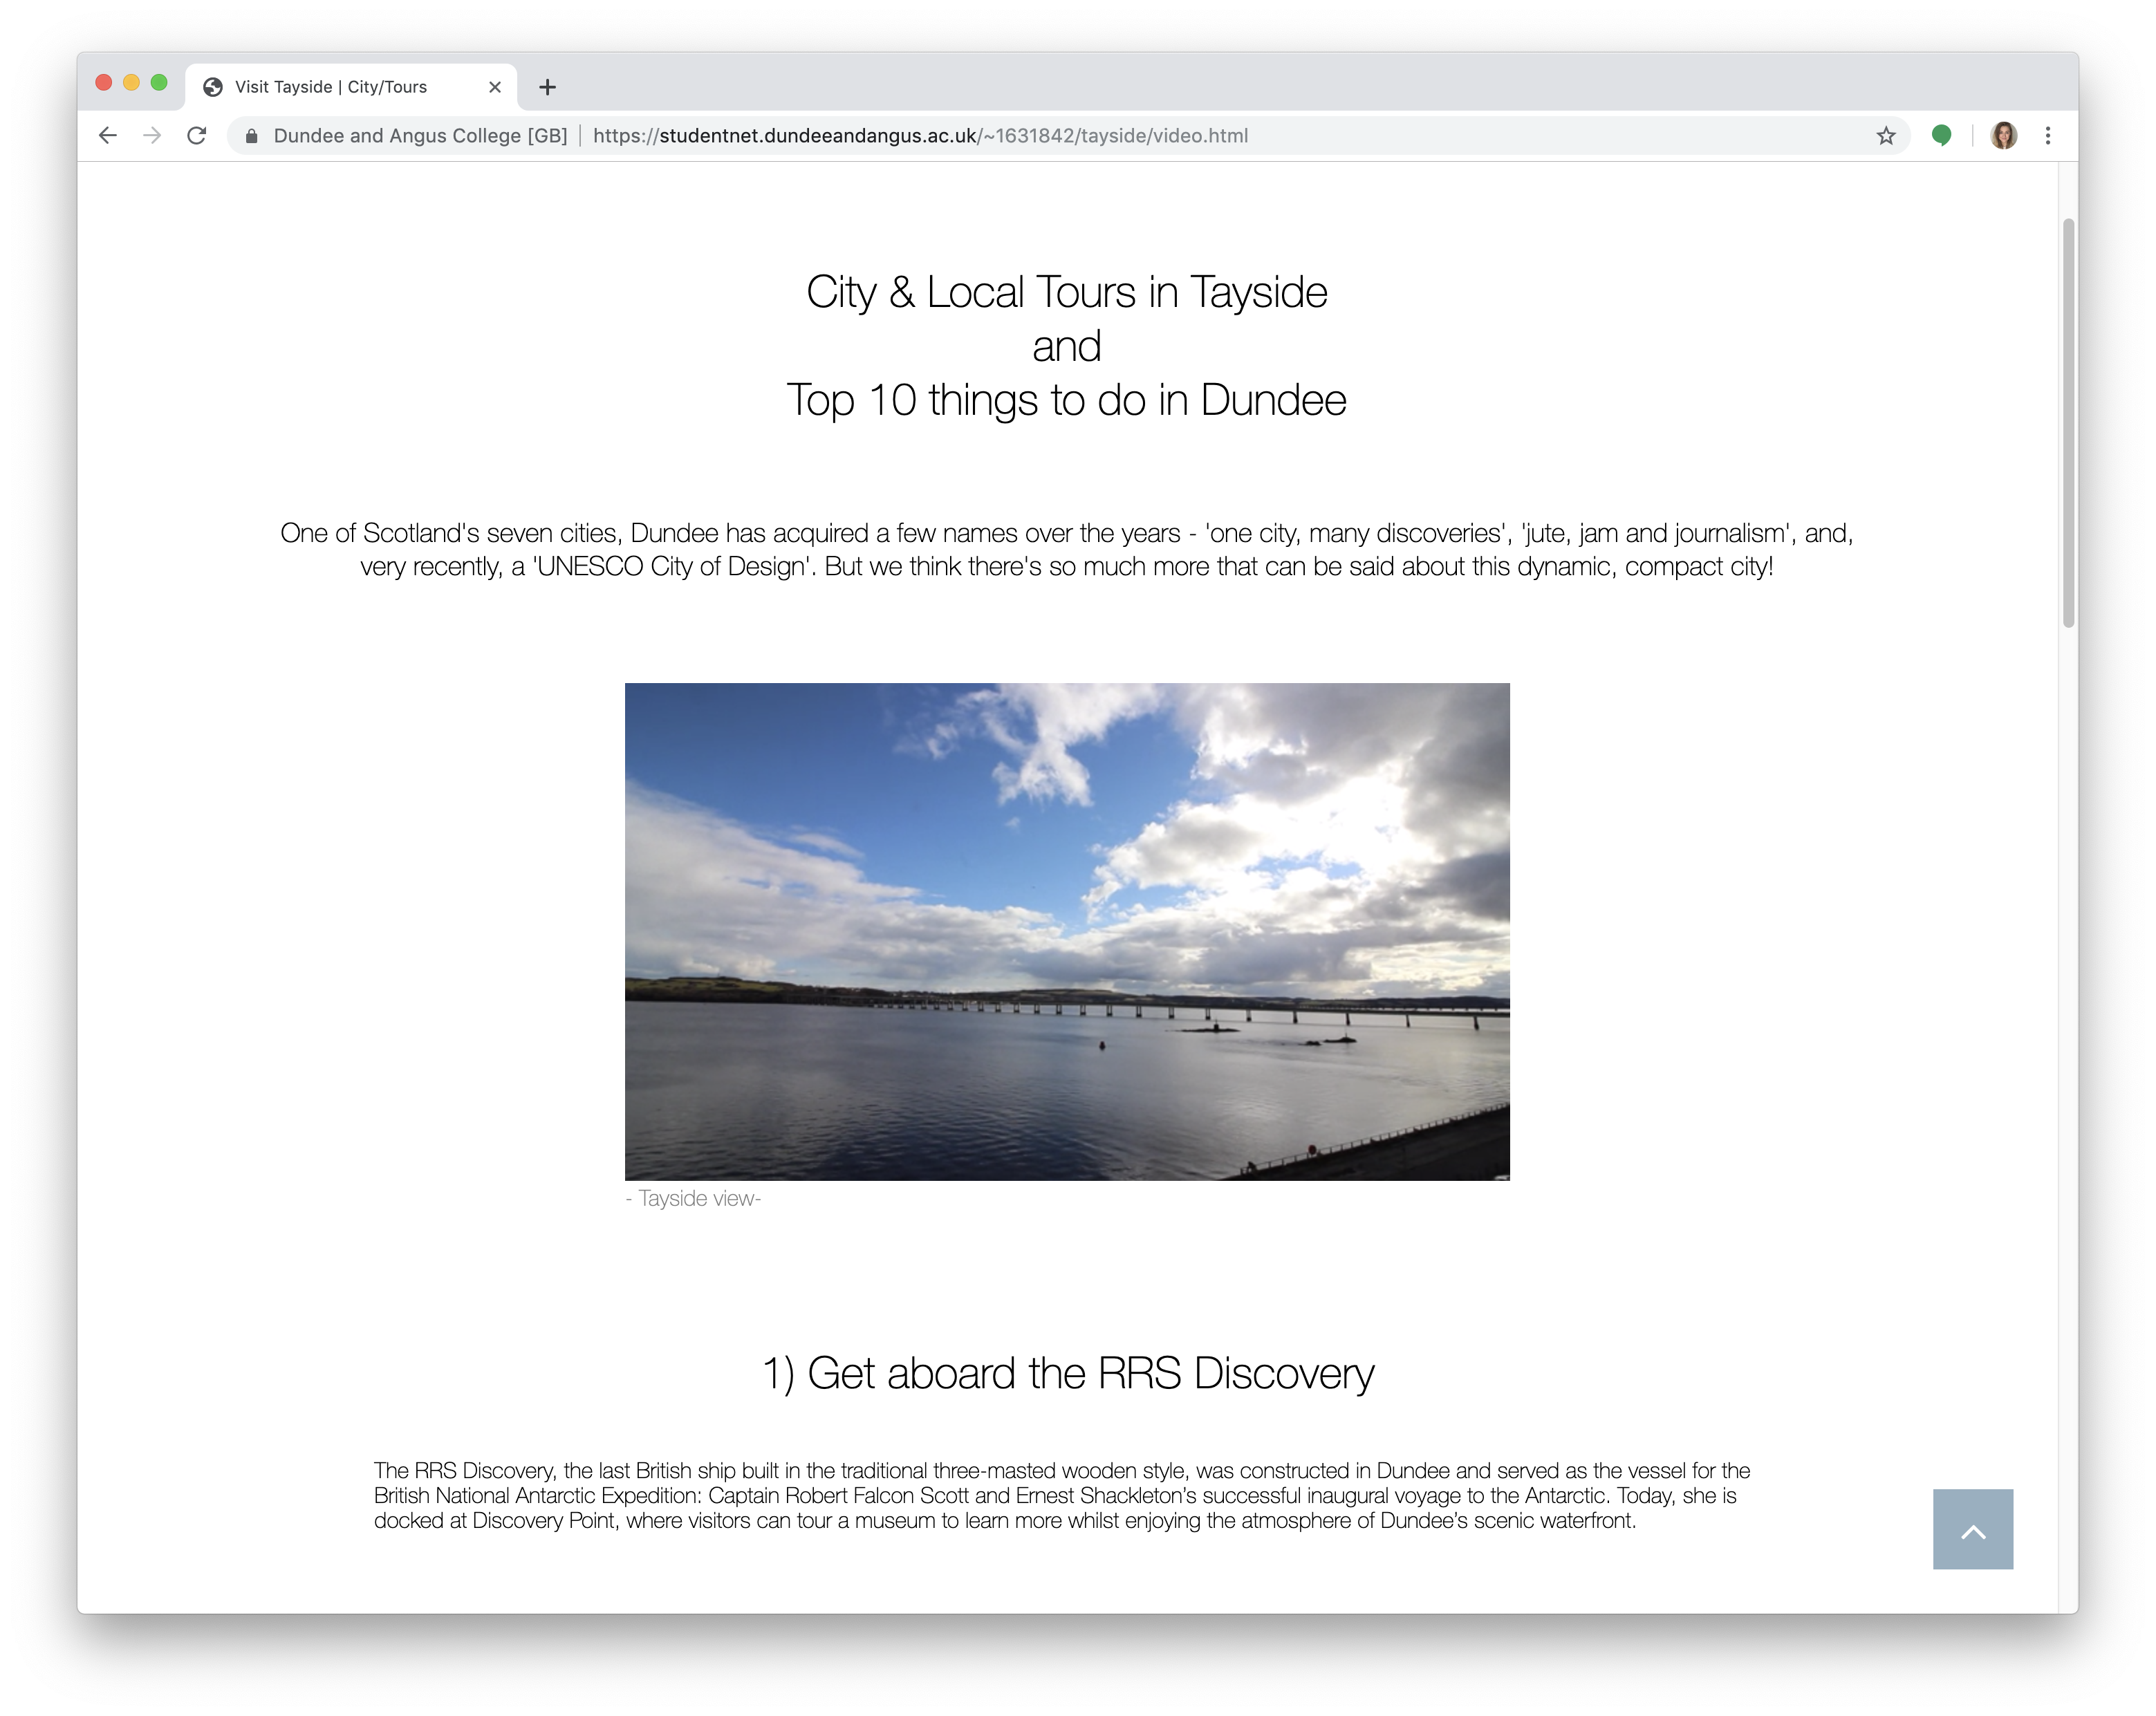 Visit Tayside | City/Tours
Dundee and Angus College [GB] | https://studentnet.dundeeandangus.ac.uk/~1631842/tayside/video.html
City & Local Tours in Tayside
and
Top 10 things to do in Dundee
One of Scotland's seven cities, Dundee has acquired a few names over the years - 'one city, many discoveries', 'jute, jam and journalism', and,
very recently, a 'UNESCO City of Design'. But we think there's so much more that can be said about this dynamic, compact city!
- Tayside view-
1) Get aboard the RRS Discovery
The RRS Discovery, the last British ship built in the traditional three-masted wooden style, was constructed in Dundee and served as the vessel for the
British National Antarctic Expedition: Captain Robert Falcon Scott and Ernest Shackleton’s successful inaugural voyage to the Antarctic. Today, she is
docked at Discovery Point, where visitors can tour a museum to learn more whilst enjoying the atmosphere of Dundee’s scenic waterfront.